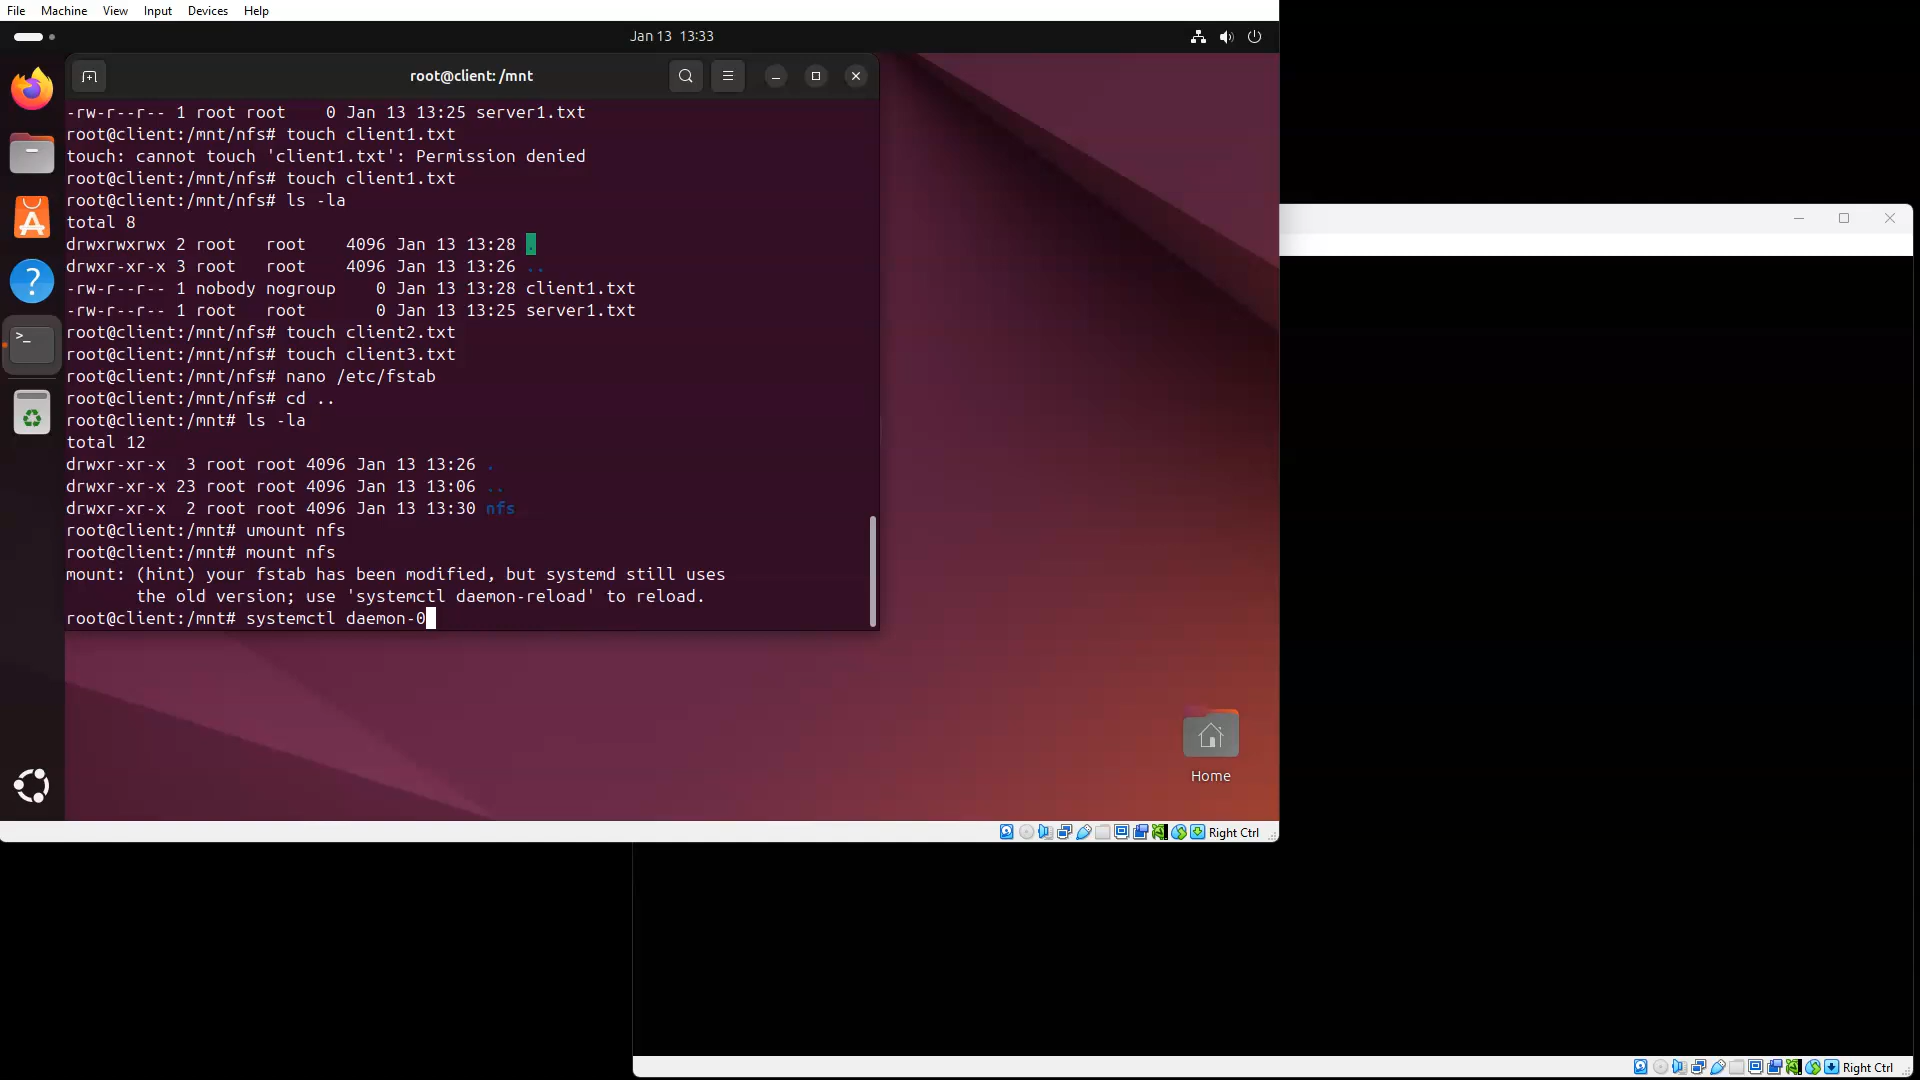 File Machine View Input Devices Help
Jan 13 13:33
root@client: /mnt
-rw-r--r-- 1 root root    0 Jan 13 13:25 server1.txt
root@client:/mnt/nfs# touch client1.txt
touch: cannot touch 'client1.txt': Permission denied
root@client:/mnt/nfs# touch client1.txt
root@client:/mnt/nfs# ls -la
total 8
drwxrwxrwx 2 root   root    4096 Jan 13 13:28 .
drwxr-xr-x 3 root   root    4096 Jan 13 13:26 ..
-rw-r--r-- 1 nobody nogroup    0 Jan 13 13:28 client1.txt
-rw-r--r-- 1 root   root       0 Jan 13 13:25 server1.txt
root@client:/mnt/nfs# touch client2.txt
root@client:/mnt/nfs# touch client3.txt
root@client:/mnt/nfs# nano /etc/fstab
root@client:/mnt/nfs# cd ..
root@client:/mnt# ls -la
total 12
drwxr-xr-x  3 root root 4096 Jan 13 13:26 .
drwxr-xr-x 23 root root 4096 Jan 13 13:06 ..
drwxr-xr-x  2 root root 4096 Jan 13 13:30 nfs
root@client:/mnt# umount nfs
root@client:/mnt# mount nfs
mount: (hint) your fstab has been modified, but systemd still uses
       the old version; use 'systemctl daemon-reload' to reload.
root@client:/mnt# systemctl daemon-0
Home
Right Ctrl
Right Ctrl